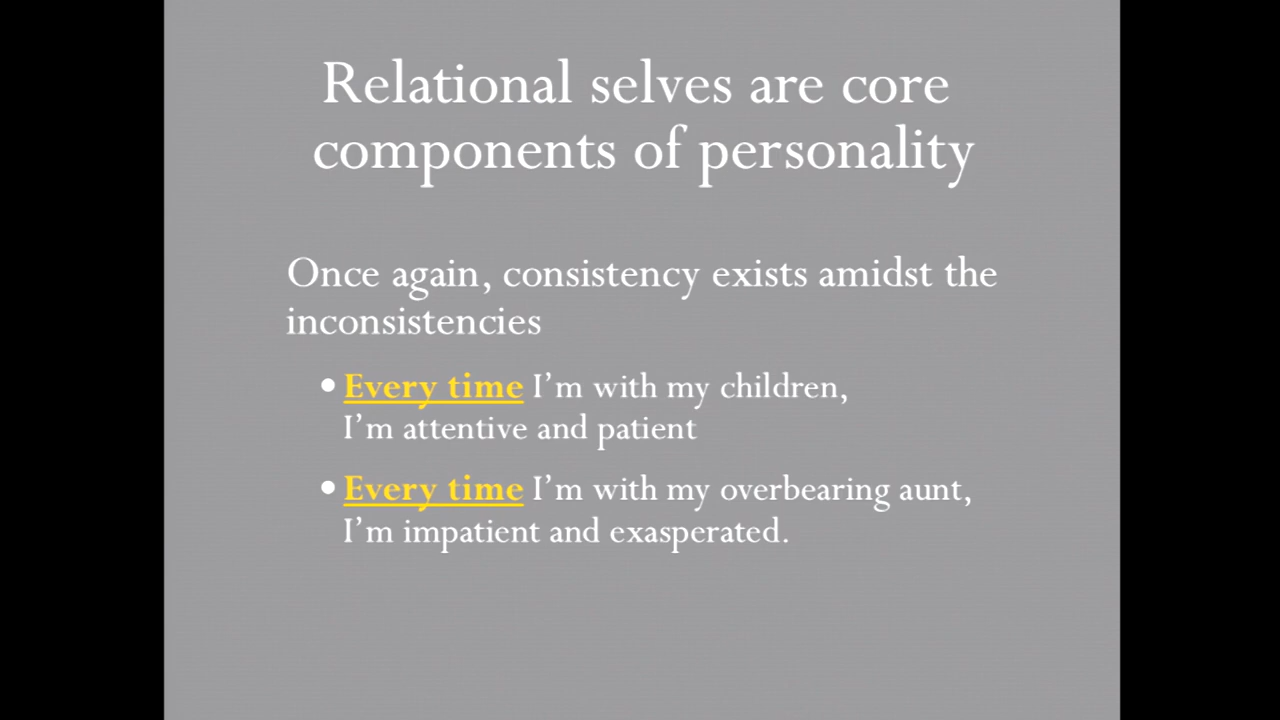 Relational selves are core
components of personality
Once again, consistency exists amidst the
inconsistencies
•Every time I’m with my children,
I’m attentive and patient
•Every time I’m with my overbearing aunt,
I’m impatient and exasperated.